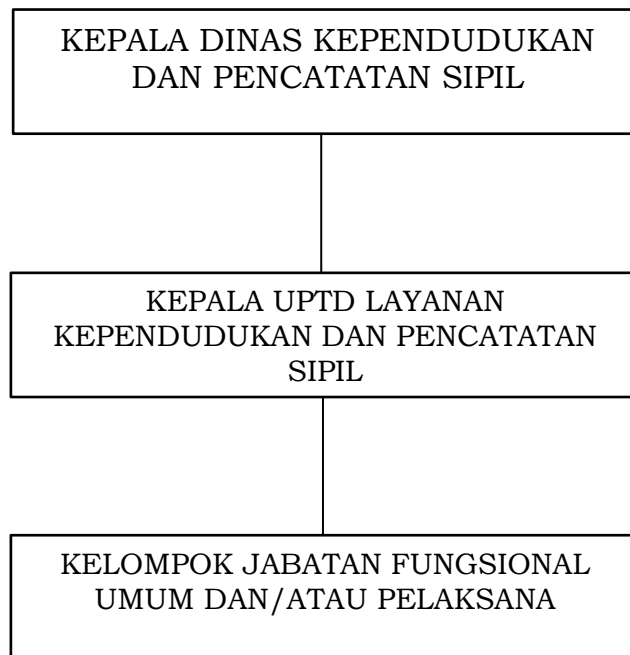 KEPALA DINAS KEPENDUDUKAN
DAN PENCATATAN SIPIL
KEPALA UPTD LAYANAN
KEPENDUDUKAN DAN PENCATATAN
SIPIL
KELOMPOK JABATAN FUNGSIONAL
UMUM DAN/ATAU PELAKSANA